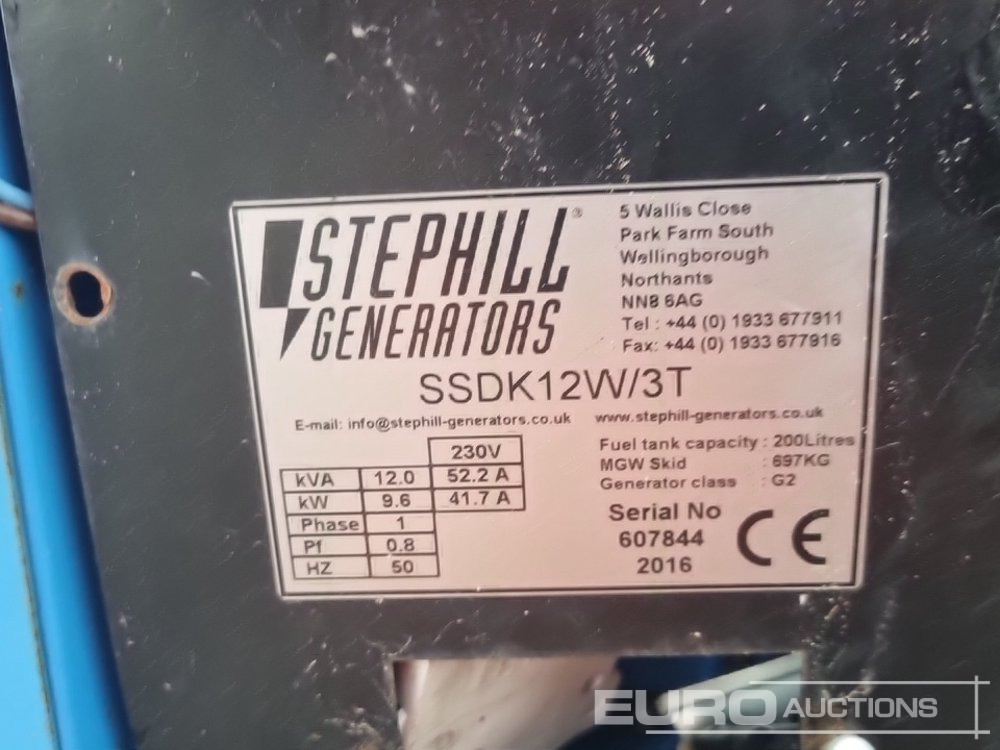 STEPHILL®
GENERATORS
5 Wallis Close
Park Farm South
Wellingborough
Northants
NN8 6AG
Tel : +44 (0) 1933 677911
Fax: +44 (0) 1933 677916
SSDK12W/3T
E-mail: info@stephill-generators.co.uk www.stephill-generators.co.uk
230V
kVA 12.0 52.2 A
kW 9.6 41.7 A
Phase 1
Pf 0.8
HZ 50
Fuel tank capacity : 200Litres
MGW Skid : 697KG
Generator class : G2
Serial No
607844
2016
CE
EURO AUCTIONS